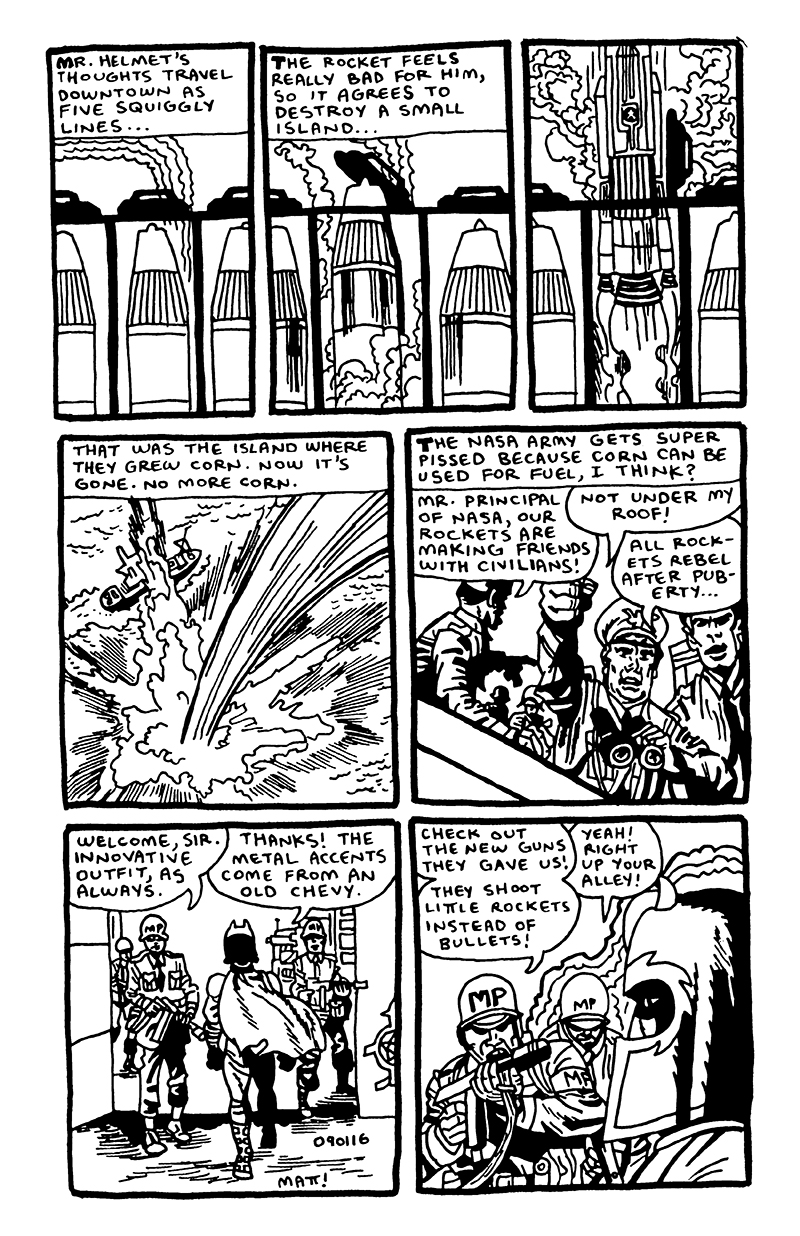 MR. HELMET'S
THOUGHTS TRAVEL
DOWNTOWN AS
FIVE SQUIGGLY
LINES...
THE ROCKET FEELS
REALLY BAD FOR HIM,
SO IT AGREES TO
DESTROY A SMALL
ISLAND...
THAT WAS THE ISLAND WHERE
THEY GREW CORN. NOW IT'S
GONE. NO MORE CORN.
THE NASA ARMY GETS SUPER
PISSED BECAUSE CORN CAN BE
USED FOR FUEL, I THINK?
MR. PRINCIPAL
OF NASA, OUR
ROCKETS ARE
MAKING FRIENDS
WITH CIVILIANS!
NOT UNDER MY
ROOF!
ALL ROCK-
ETS REBEL
AFTER PUB-
ERTY...
WELCOME, SIR.
INNOVATIVE
OUTFIT, AS
ALWAYS.
THANKS! THE
METAL ACCENTS
COME FROM AN
OLD CHEVY.
MP
090116
MATT!
CHECK OUT
THE NEW GUNS
THEY GAVE US!
THEY SHOOT
LITTLE ROCKETS
INSTEAD OF
BULLETS!
YEAH!
RIGHT
UP YOUR
ALLEY!
MP
MP
MP